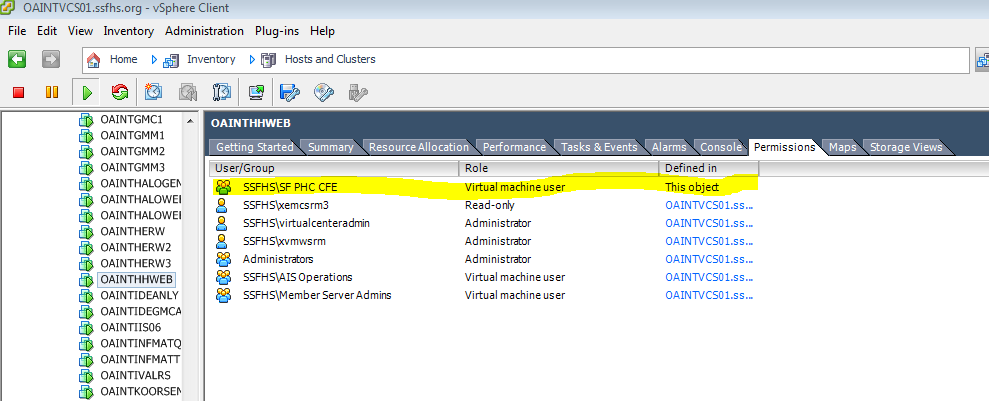 OAINTVCS01.ssfhs.org - vSphere Client
File Edit View Inventory Administration Plug-ins Help
Home Inventory Hosts and Clusters
OAINTGMC1
OAINTGMM1
OAINTGMM2
OAINTGMM3
OAINTHALOGEN
OAINTHALOWEB
OAINTHALOWEB
OAINTHERW
OAINTHERW2
OAINTHERW3
OAINTHHWEB
OAINTIDEANLY
OAINTIDEGMCA
OAINTIIS06
OAINTINFMATQ
OAINTINFMATT
OAINTIVALRS
OAINTKOORSEN
OAINTHHWEB
Getting Started Summary Resource Allocation Performance Tasks & Events Alarms Console Permissions Maps Storage Views
User/Group Role Defined in
SSFHS\SF PHC CFE Virtual machine user This object
SSFHS\xemcsrm3 Read-only OAINTVCS01.ss...
SSFHS\virtualcenteradmin Administrator OAINTVCS01.ss...
SSFHS\xvmwsrm Administrator OAINTVCS01.ss...
Administrators Administrator OAINTVCS01.ss...
SSFHS\AIS Operations Virtual machine user OAINTVCS01.ss...
SSFHS\Member Server Admins Virtual machine user OAINTVCS01.ss...